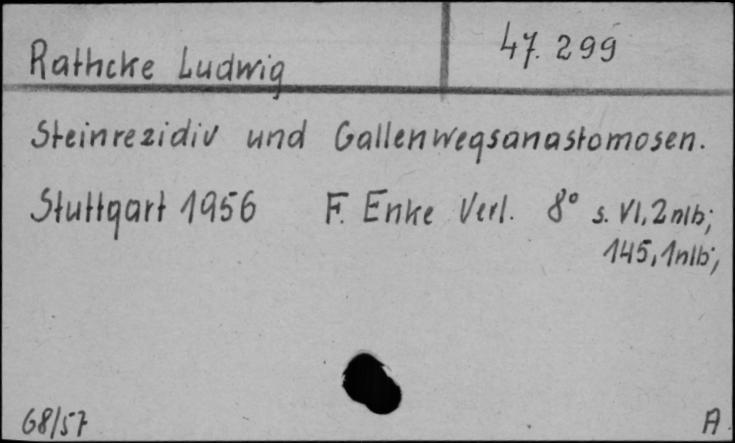 Rathcke Ludwig
47.299
Steinrezidiv und Gallenwegsanastomosen.
Stuttgart 1956 F. Enke Verl. 8° s. VI, 2nlb;
145, 1nlb;
68/57
A